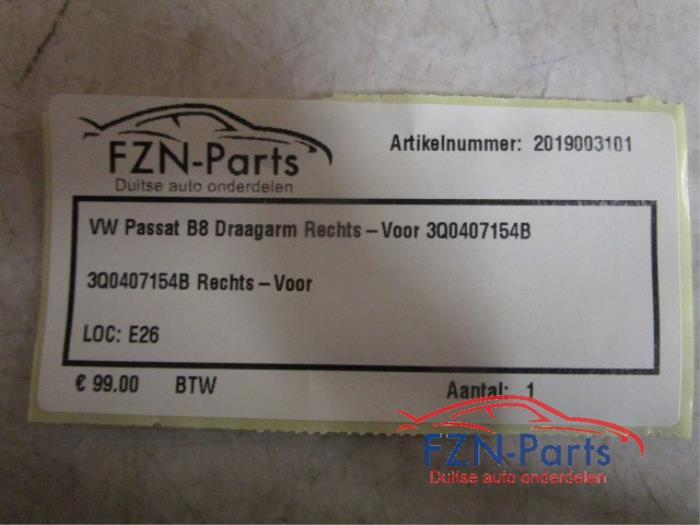 FZN-Parts
Duitse auto onderdelen
Artikelnummer: 2019003101
VW Passat B8 Draagarm Rechts – Voor 3Q0407154B
3Q0407154B Rechts – Voor
LOC: E26
€ 99.00 BTW Aantal: 1
FZN-Parts
Duitse auto onderdelen